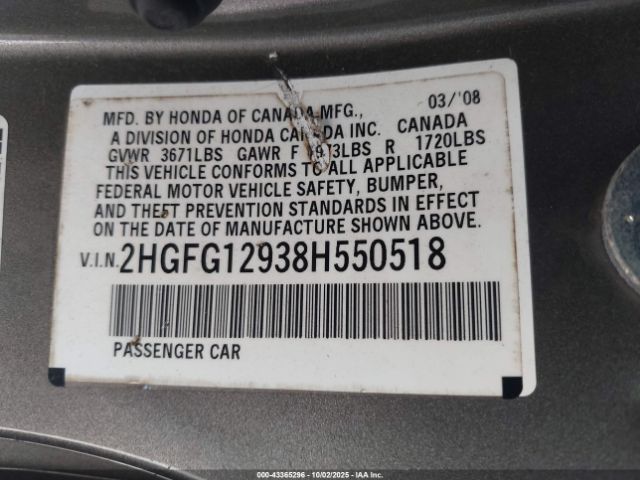 MFD. BY HONDA OF CANADA MFG., 03/'08
A DIVISION OF HONDA CANADA INC. CANADA
GVWR 3671LBS GAWR F LBS R 1720LBS
THIS VEHICLE CONFORMS TO ALL APPLICABLE
FEDERAL MOTOR VEHICLE SAFETY, BUMPER,
AND THEFT PREVENTION STANDARDS IN EFFECT
ON THE DATE OF MANUFACTURE SHOWN ABOVE.
V.I.N. 2HGFG12938H550518
PASSENGER CAR
© 2000-43365296 | 10/02/2025 | IAA Inc.